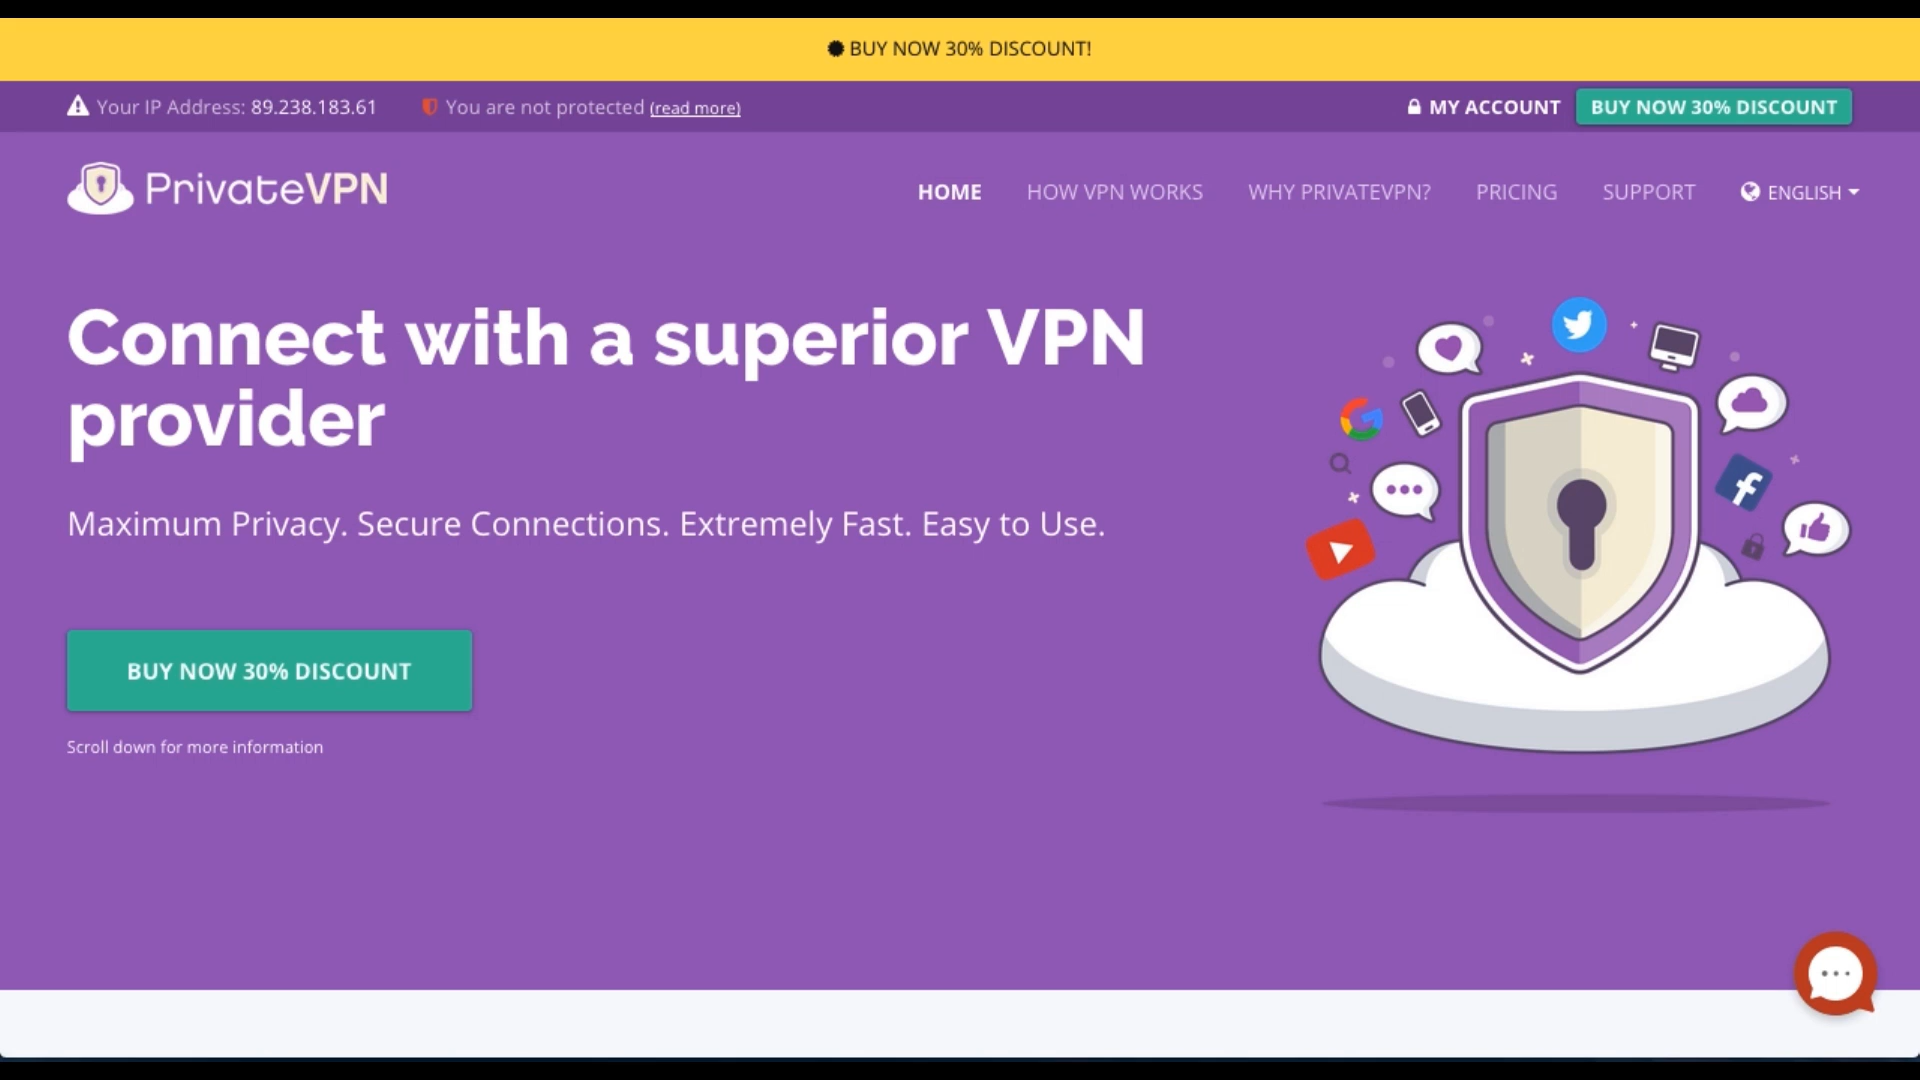 BUY NOW 30% DISCOUNT!
Your IP Address: 89.238.183.61 You are not protected (read more) MY ACCOUNT BUY NOW 30% DISCOUNT
PrivateVPN HOME HOW VPN WORKS WHY PRIVATEVPN? PRICING SUPPORT ENGLISH
Connect with a superior VPN
provider
Maximum Privacy. Secure Connections. Extremely Fast. Easy to Use.
BUY NOW 30% DISCOUNT
Scroll down for more information